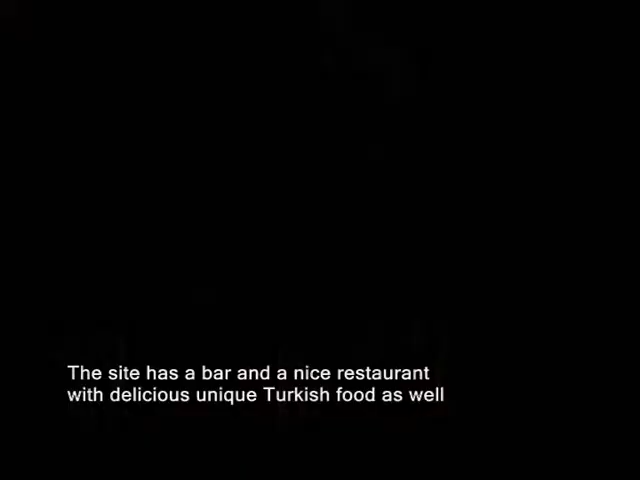 The site has a bar and a nice restaurant
with delicious unique Turkish food as well